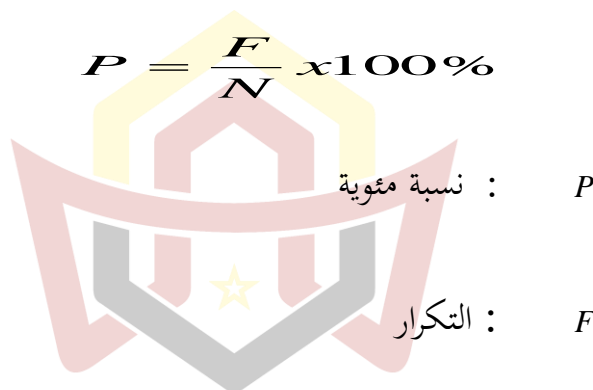 P = F/N x100%
P : نسبة مئوية
F : التكرار